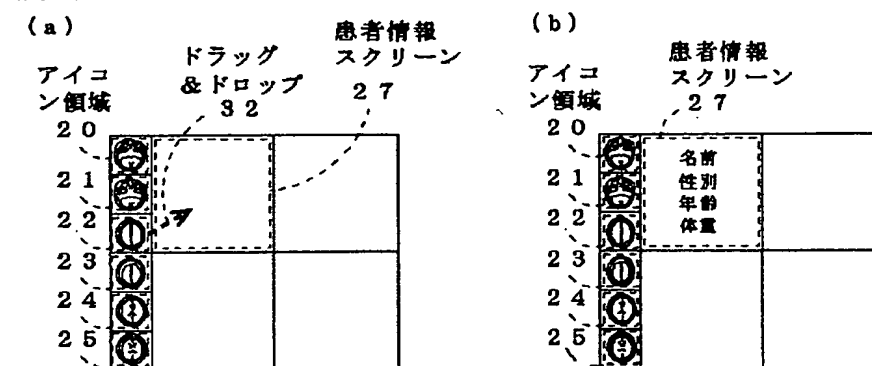 (a)
患者情報
スクリーン
27
ドラッグ
&ドロップ
32
アイコ
ン領域
20
21
22
23
24
25
(b)
患者情報
スクリーン
27
アイコ
ン領域
20
21
22
23
24
25
名前
性別
年齢
体重